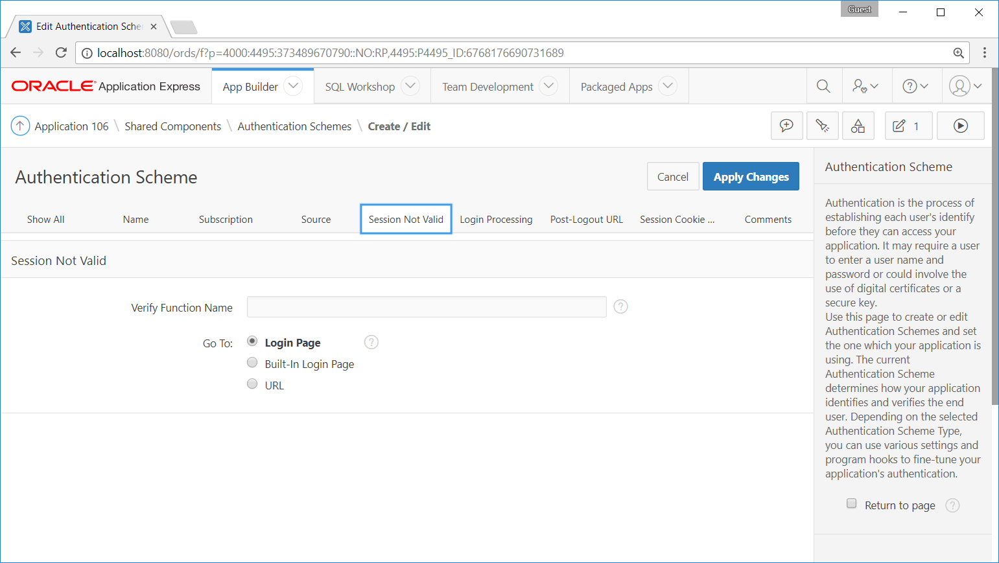 Guest
Edit Authentication Sche
localhost:8080/ords/f?p=4000:4495:373489670790::NO:RP,4495:P4495_ID:6768176690731689
ORACLE Application Express
App Builder
SQL Workshop
Team Development
Packaged Apps
Application 106 \ Shared Components \ Authentication Schemes \ Create / Edit
1
Authentication Scheme
Cancel
Apply Changes
Show All
Name
Subscription
Source
Session Not Valid
Login Processing
Post-Logout URL
Session Cookie ...
Comments
Session Not Valid
Verify Function Name
?
Go To:
Login Page
?
Built-In Login Page
URL
Authentication Scheme
Authentication is the process of
establishing each user's identify
before they can access your
application. It may require a user
to enter a user name and
password or could involve the
use of digital certificates or a
secure key.
Use this page to create or edit
Authentication Schemes and set
the one which your application is
using. The current
Authentication Scheme
determines how your application
identifies and verifies the end
user. Depending on the selected
Authentication Scheme Type,
you can use various settings and
program hooks to fine-tune your
application's authentication.
Return to page
?